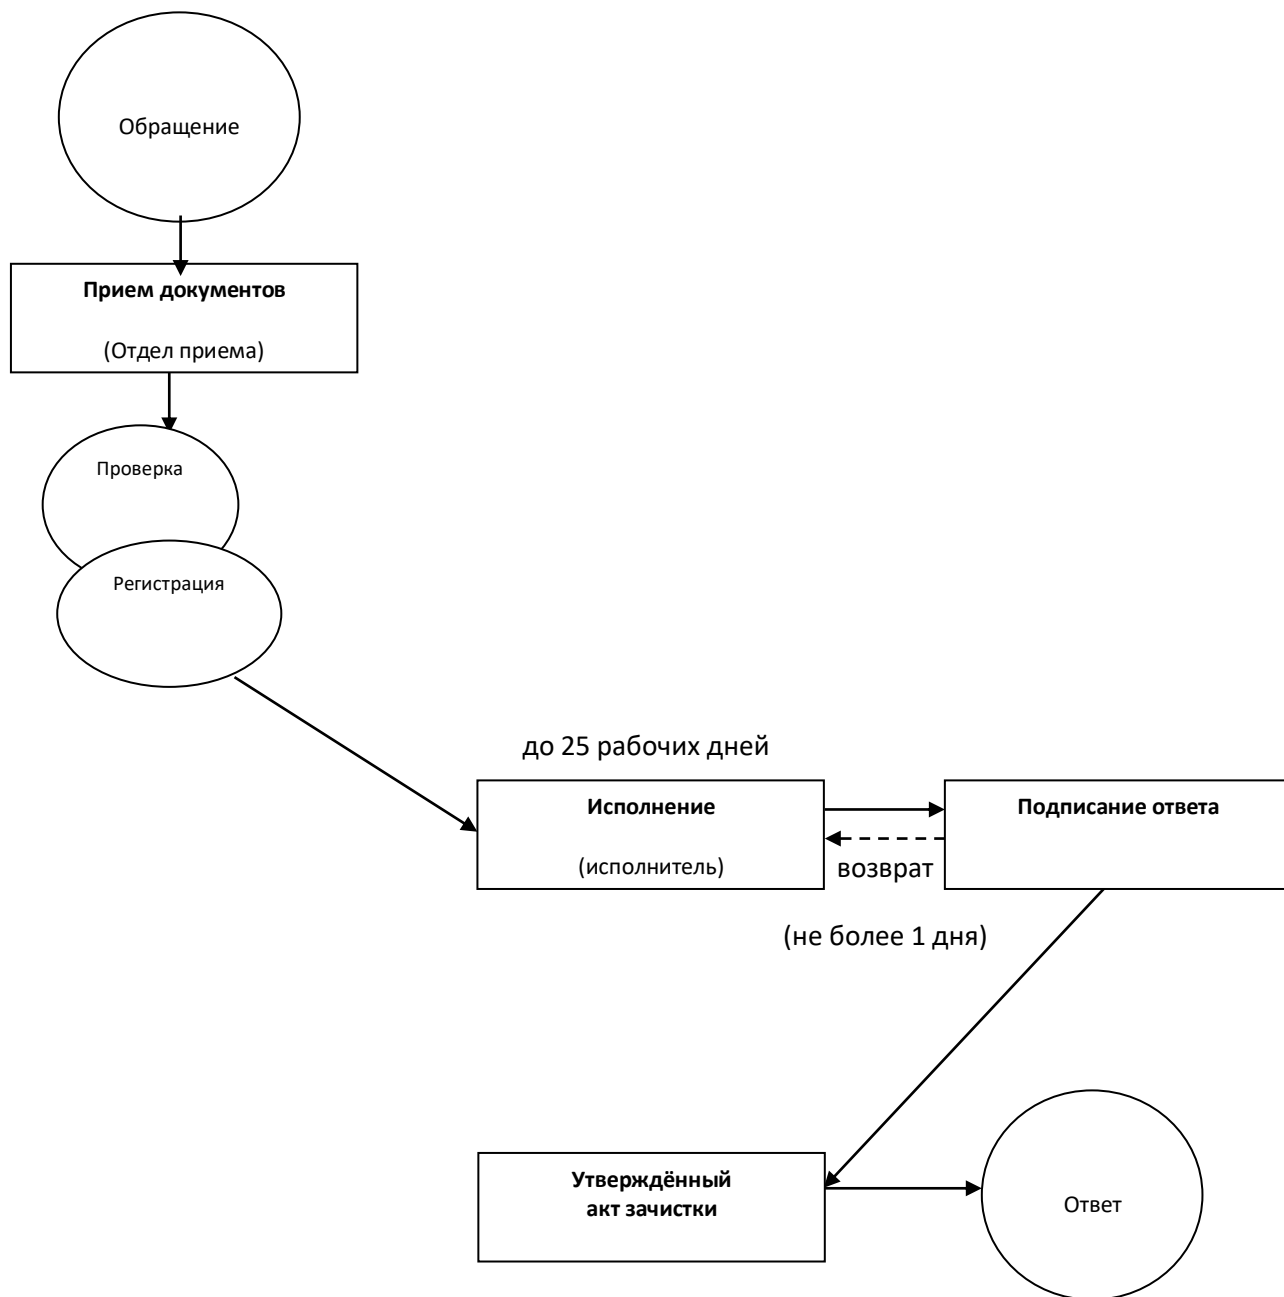 Обращение
Прием документов
(Отдел приема)
Проверка
Регистрация
до 25 рабочих дней
Исполнение
(исполнитель)
возврат
Подписание ответа
(не более 1 дня)
Утверждённый
акт зачистки
Ответ